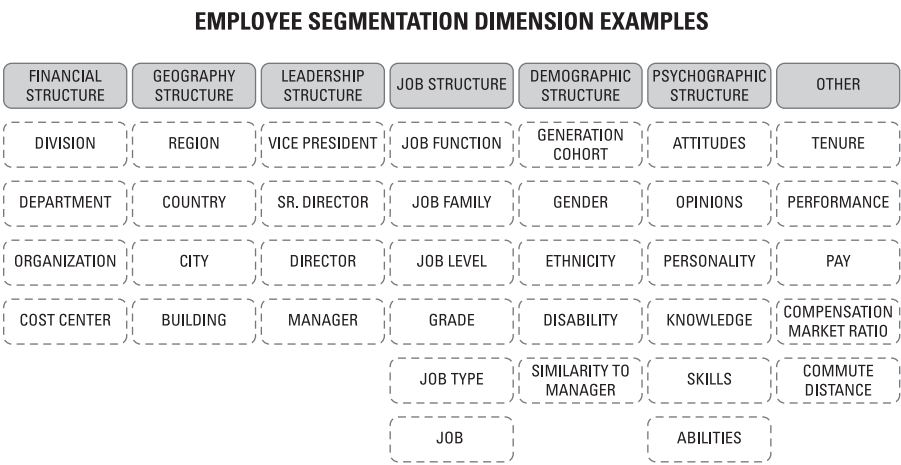 EMPLOYEE SEGMENTATION DIMENSION EXAMPLES
FINANCIAL
STRUCTURE
GEOGRAPHY
STRUCTURE
LEADERSHIP
STRUCTURE
JOB STRUCTURE
DEMOGRAPHIC
STRUCTURE
PSYCHOGRAPHIC
STRUCTURE
OTHER
DIVISION
REGION
VICE PRESIDENT
JOB FUNCTION
GENERATION
COHORT
ATTITUDES
TENURE
DEPARTMENT
COUNTRY
SR. DIRECTOR
JOB FAMILY
GENDER
OPINIONS
PERFORMANCE
ORGANIZATION
CITY
DIRECTOR
JOB LEVEL
ETHNICITY
PERSONALITY
PAY
COST CENTER
BUILDING
MANAGER
GRADE
DISABILITY
KNOWLEDGE
COMPENSATION
MARKET RATIO
JOB TYPE
SIMILARITY TO
MANAGER
SKILLS
COMMUTE
DISTANCE
JOB
ABILITIES